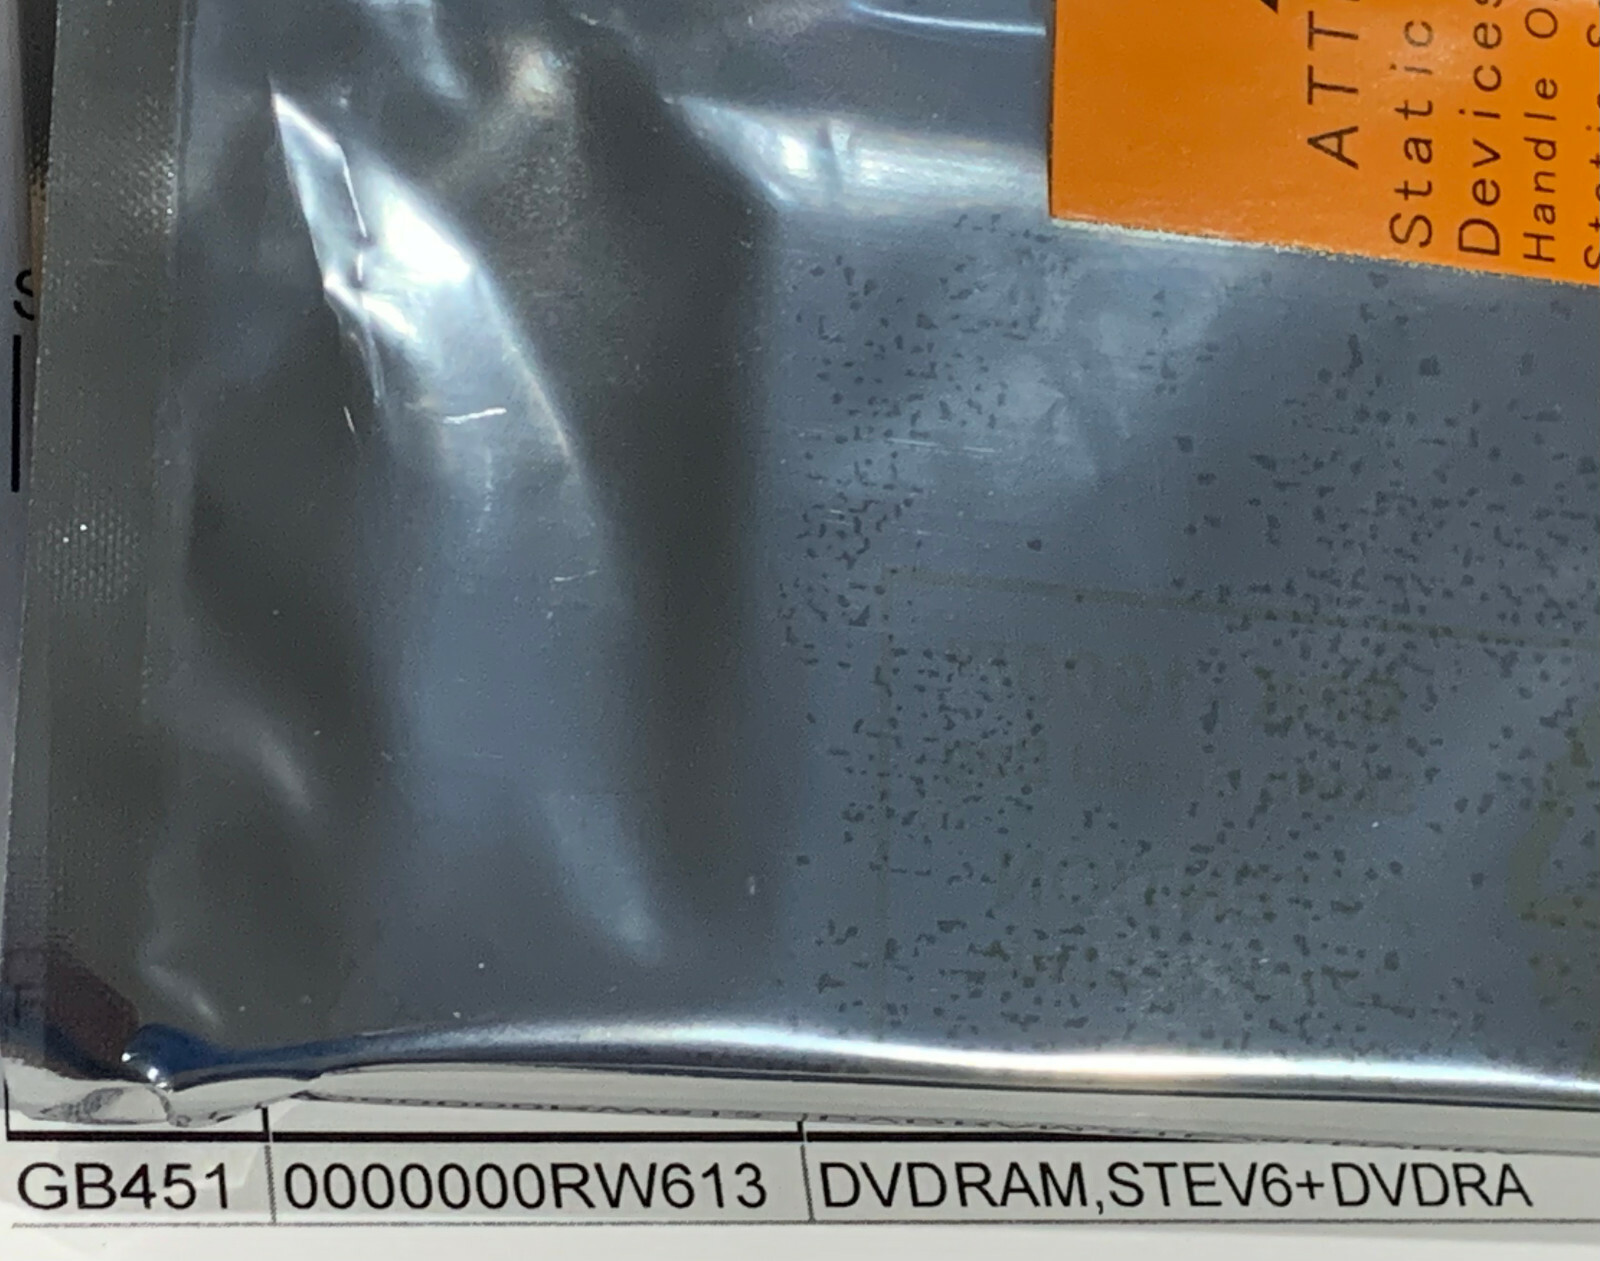 ATT
Static
Devices
Handle
GB451 0000000RW613 DVDRAM,STEV6+DVDRA